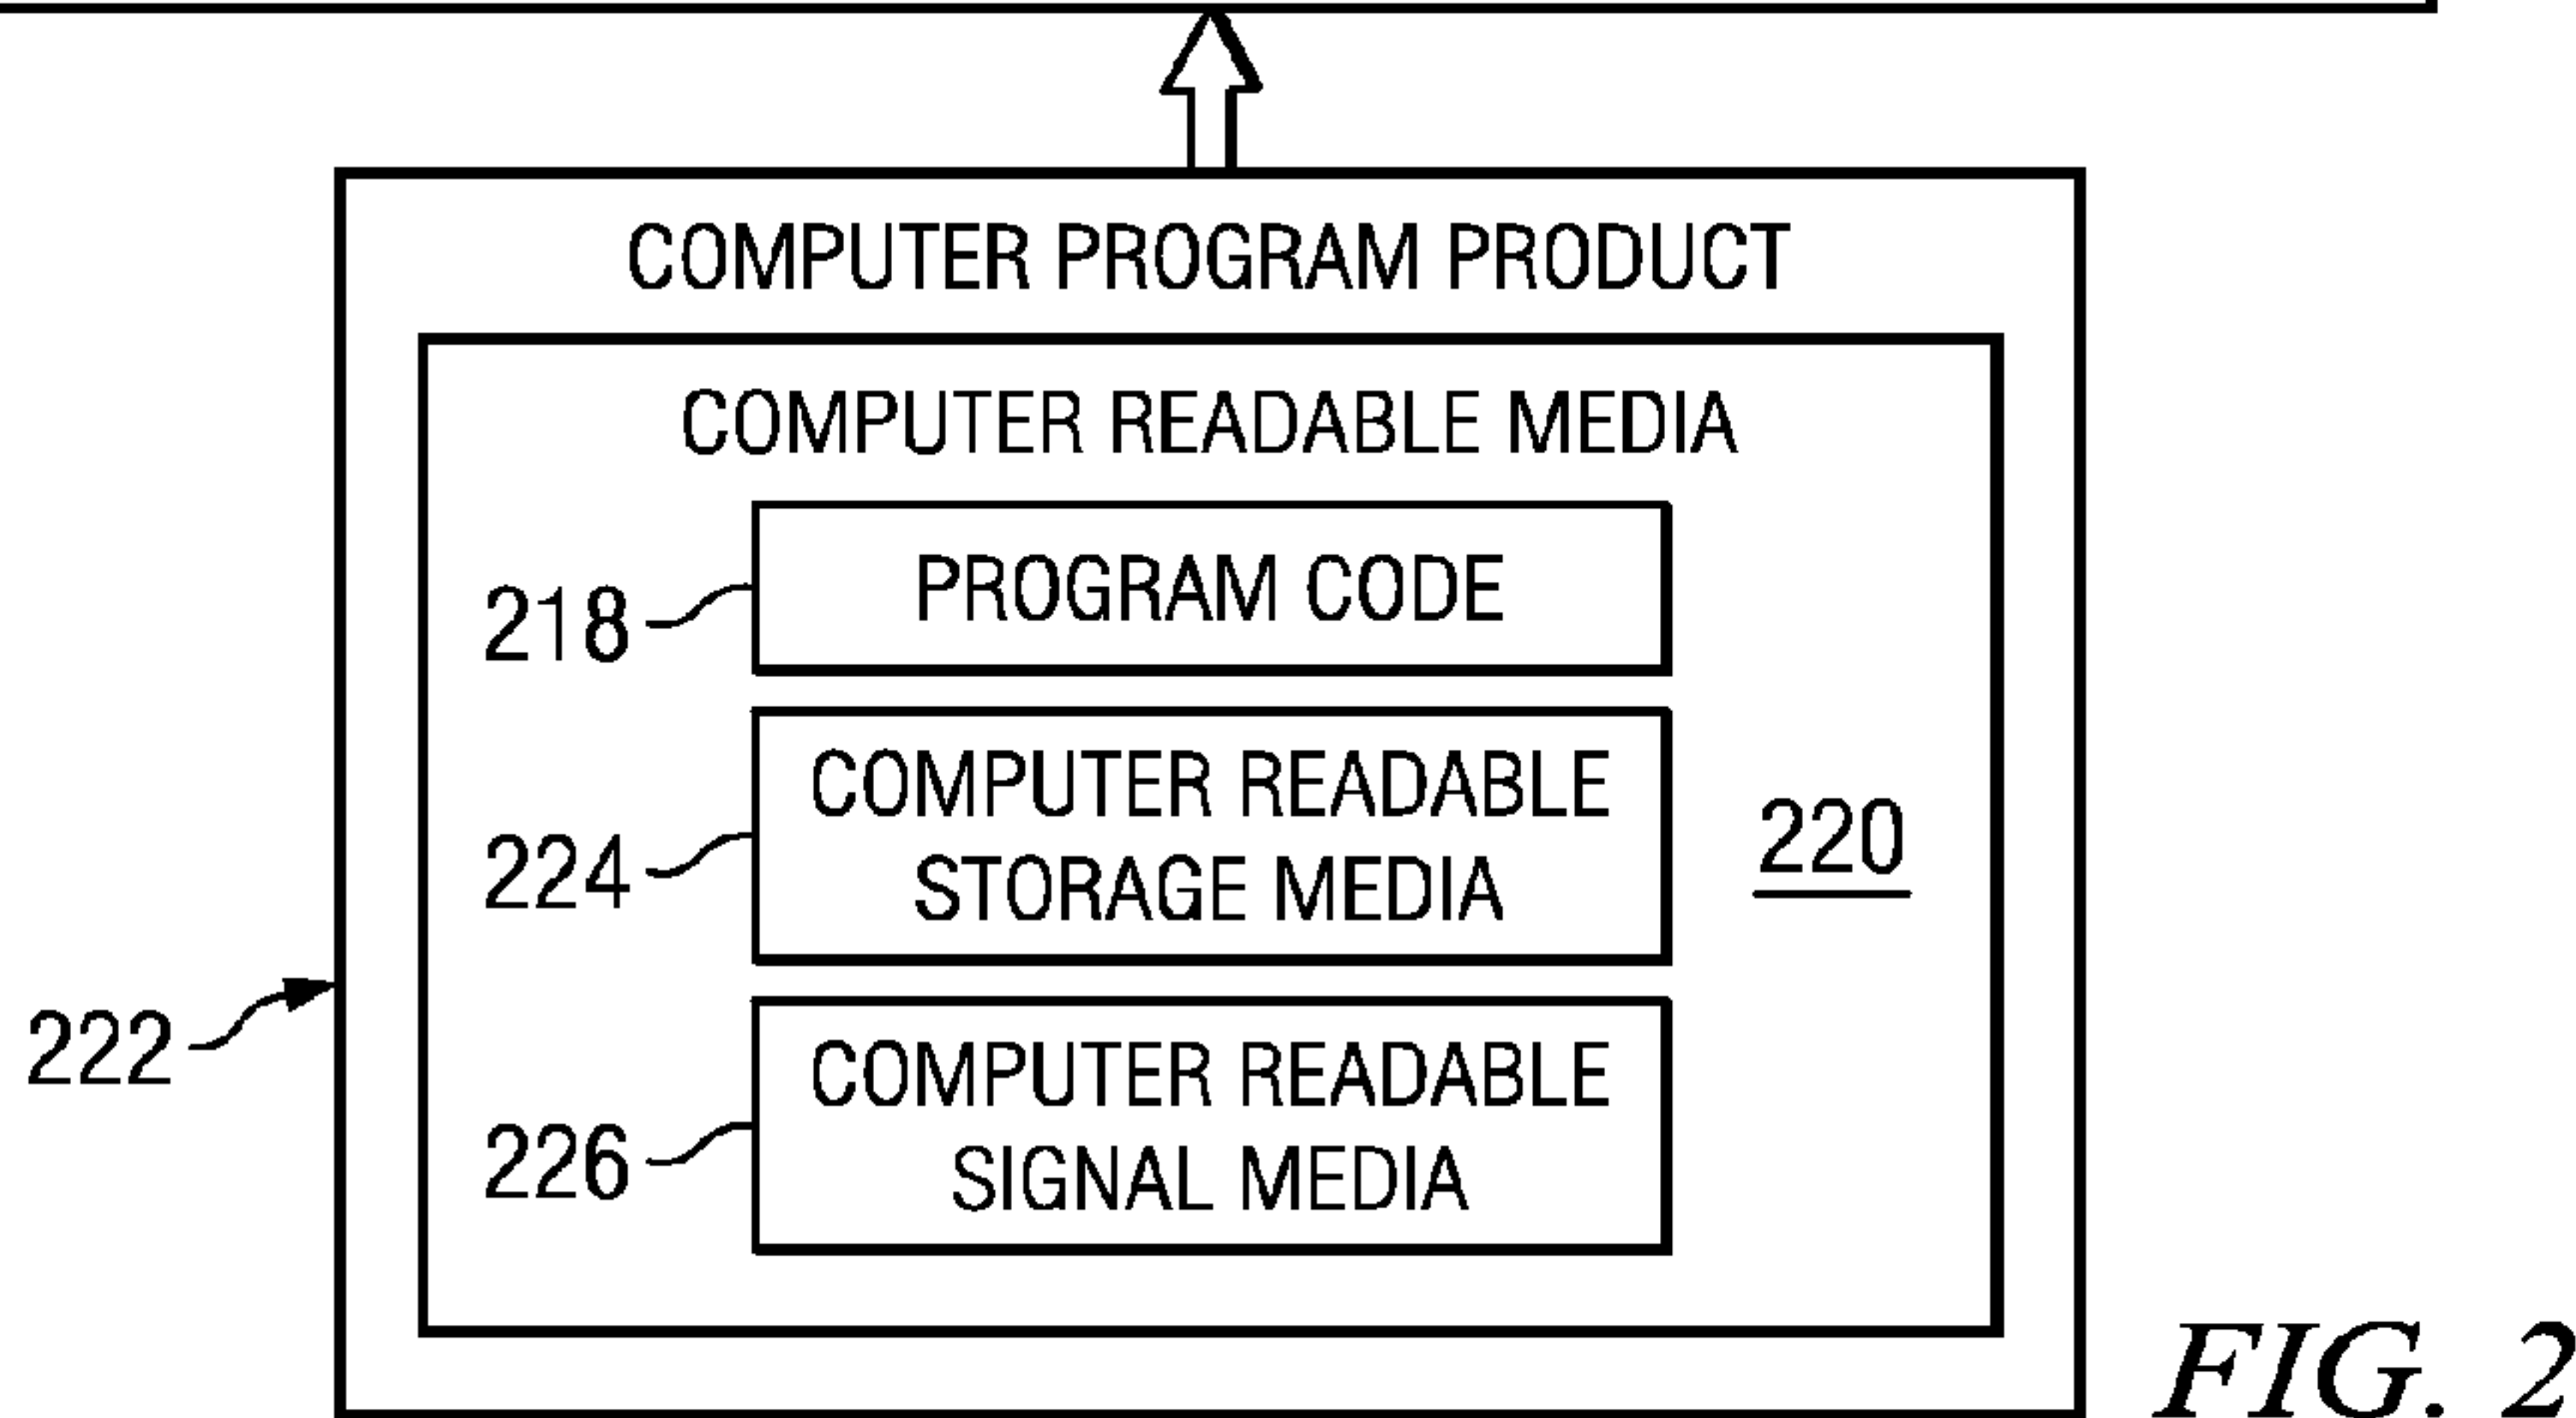 COMPUTER PROGRAM PRODUCT
COMPUTER READABLE MEDIA
218
PROGRAM CODE
224
COMPUTER READABLE
STORAGE MEDIA
220
222
226
COMPUTER READABLE
SIGNAL MEDIA
FIG. 2